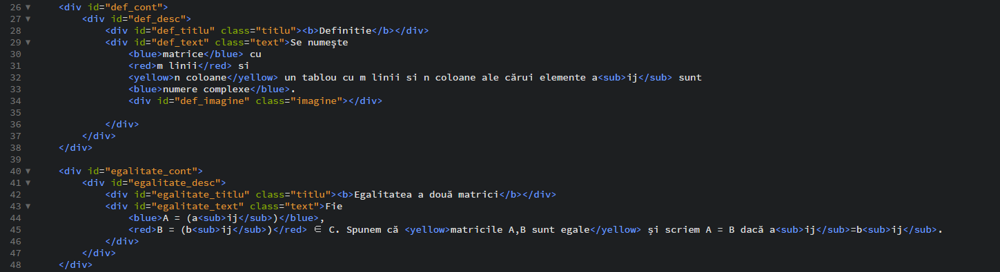 26 ▼ <div id="def_cont">
27 ▼ <div id="def_desc">
28 <div id="def_titlu" class="titlu"><b>Definitie</b></div>
29 ▼ <div id="def_text" class="text">Se numește
30 <blue>matrice</blue> cu
31 <red>m linii</red> si
32 <yellow>n coloane</yellow> un tablou cu m linii si n coloane ale cărui elemente a<sub>ij</sub> sunt
33 <blue>numere complexe</blue>.
34 <div id="def_imagine" class="imagine"></div>
35
36 </div>
37 </div>
38 </div>
39
40 ▼ <div id="egalitate_cont">
41 ▼ <div id="egalitate_desc">
42 <div id="egalitate_titlu" class="titlu"><b>Egalitatea a două matrici</b></div>
43 ▼ <div id="egalitate_text" class="text">Fie
44 <blue>A = (a<sub>ij</sub>)</blue>,
45 <red>B = (b<sub>ij</sub>)</red> ∈ C. Spunem că <yellow>matricile A,B sunt egale</yellow> și scriem A = B dacă a<sub>ij</sub>=b<sub>ij</sub>.
46 </div>
47 </div>
48 </div>